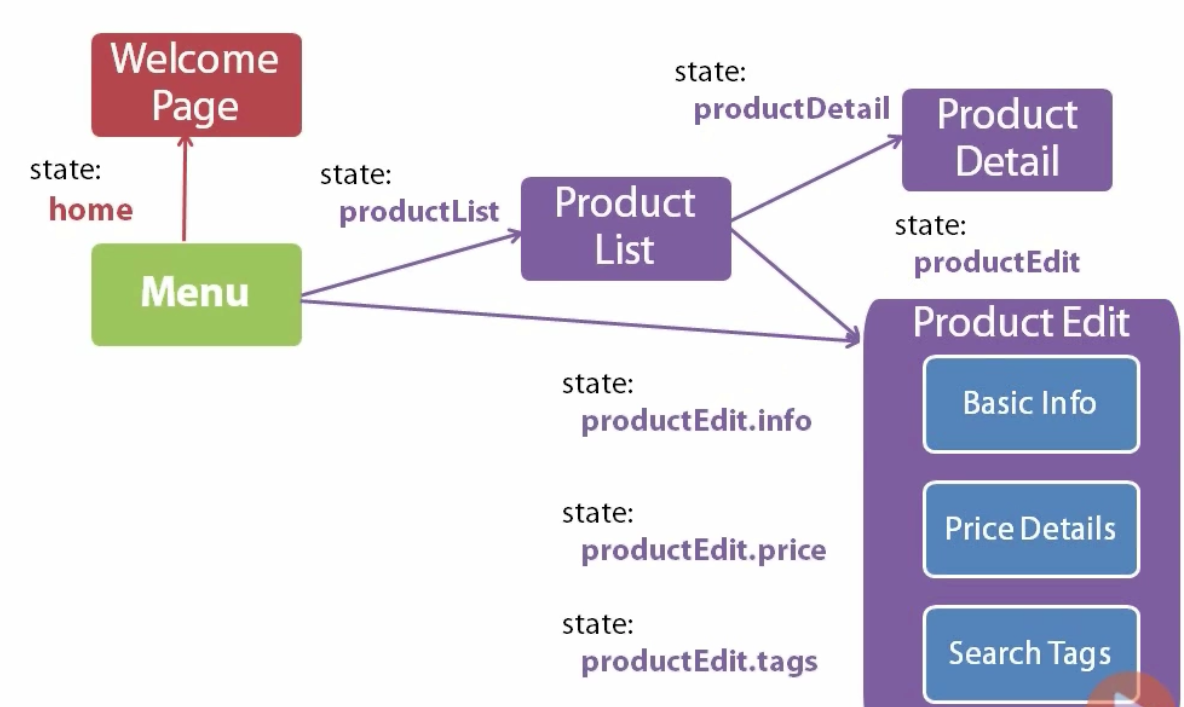 Welcome
Page
state:
home
Menu
state:
productList
Product
List
state:
productDetail
Product
Detail
state:
productEdit
Product Edit
state:
productEdit.info
Basic Info
state:
productEdit.price
Price Details
state:
productEdit.tags
Search Tags